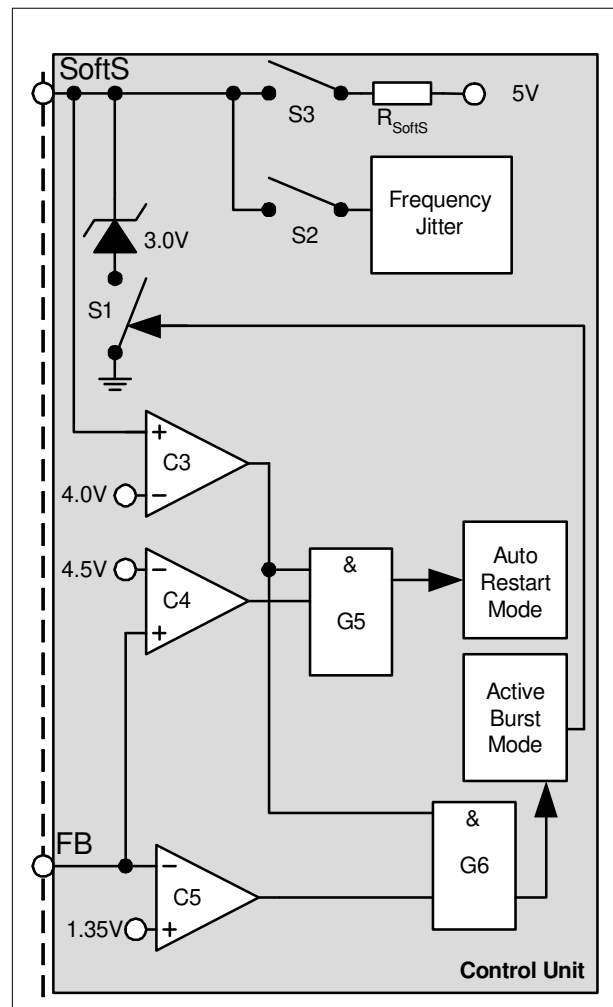 SoftS
S3
R_SoftS
5V
S2
Frequency
Jitter
3.0V
S1
+
C3
4.0V
−
4.5V
−
C4
+
&
G5
Auto
Restart
Mode
Active
Burst
Mode
FB
−
C5
1.35V
+
&
G6
Control Unit